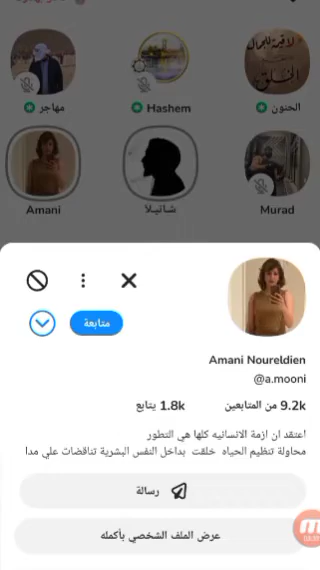 لاقيمة للجمال
مهاجر
Hashem
الحنون
Amani
شانيلا
Murad
متابعة
Amani Noureldien
@a.mooni
9.2k من المتابعين
1.8k يتابع
اعتقد ان ازمة الانسانيه كلها هي التطور
محاولة تنظيم الحياه خلقت بداخل النفس البشرية تناقضات علي مدا
رسالة
عرض الملف الشخصي بأكمله